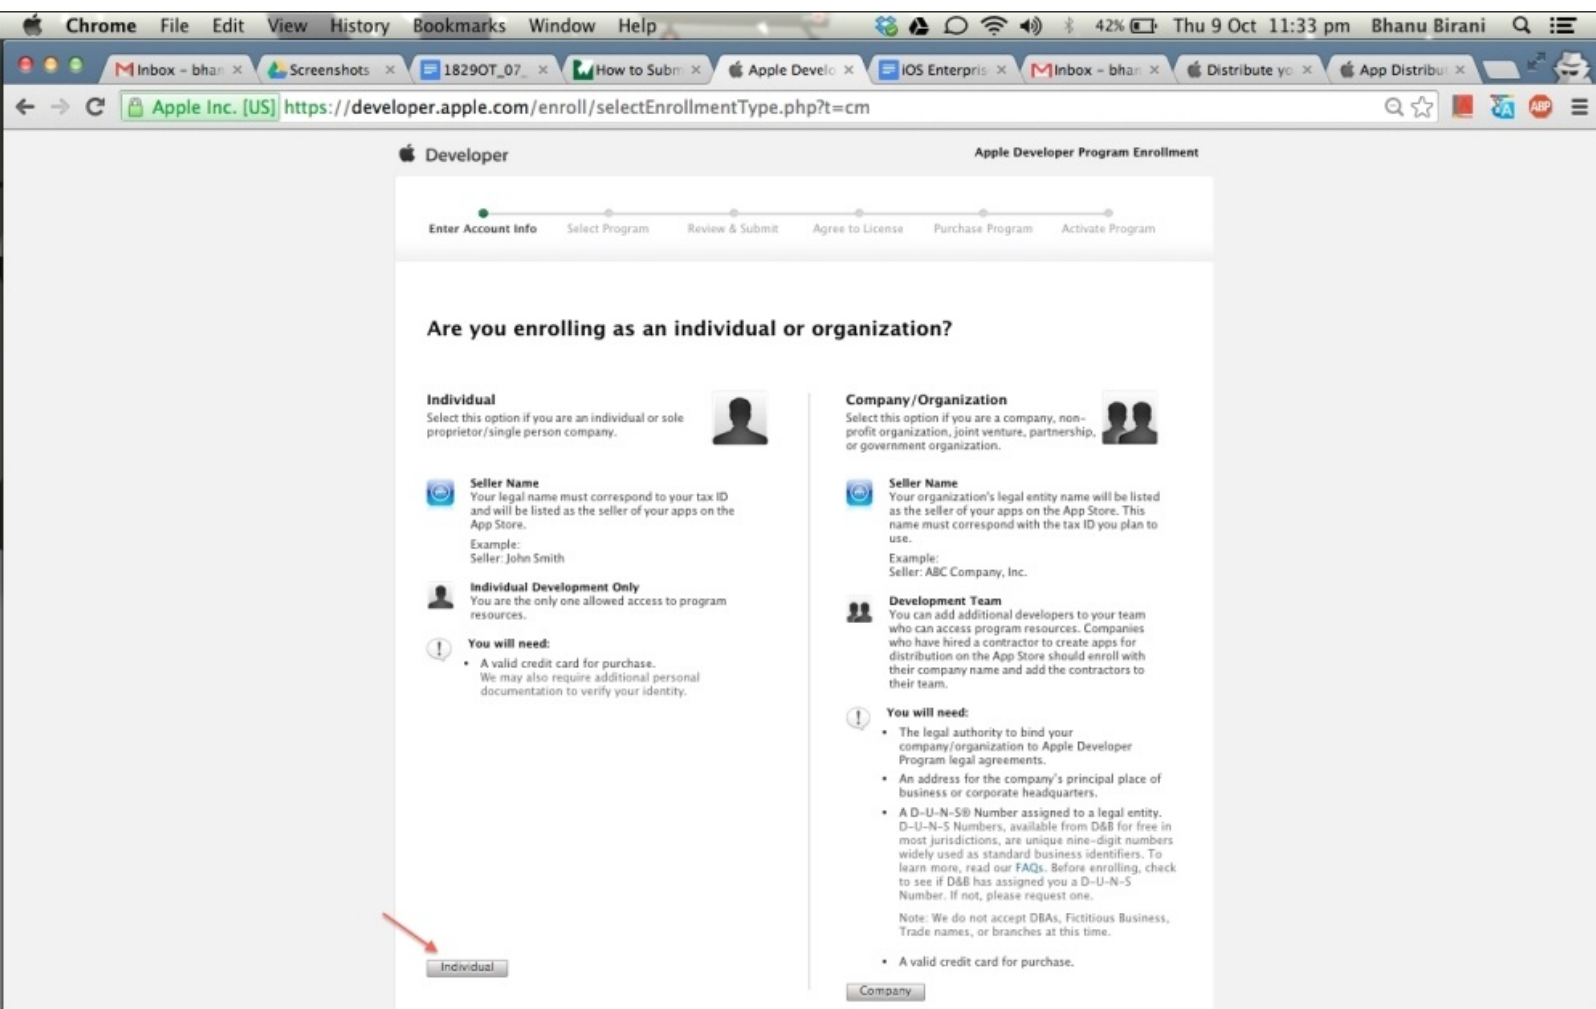 Chrome File Edit View History Bookmarks Window Help 42% Thu 9 Oct 11:33 pm Bhanu Birani
Inbox – bhan Screenshots 1829OT_07_ How to Subm Apple Develo iOS Enterpris Inbox – bhan Distribute yo App Distribut
Apple Inc. [US] https://developer.apple.com/enroll/selectEnrollmentType.php?t=cm ABP
Developer Apple Developer Program Enrollment
Enter Account Info Select Program Review & Submit Agree to License Purchase Program Activate Program
Are you enrolling as an individual or organization?
Individual
Select this option if you are an individual or sole
proprietor/single person company.
Seller Name
Your legal name must correspond to your tax ID
and will be listed as the seller of your apps on the
App Store.
Example:
Seller: John Smith
Individual Development Only
You are the only one allowed access to program
resources.
You will need:
• A valid credit card for purchase.
We may also require additional personal
documentation to verify your identity.
Individual
Company/Organization
Select this option if you are a company, non-
profit organization, joint venture, partnership,
or government organization.
Seller Name
Your organization's legal entity name will be listed
as the seller of your apps on the App Store. This
name must correspond with the tax ID you plan to
use.
Example:
Seller: ABC Company, Inc.
Development Team
You can add additional developers to your team
who can access program resources. Companies
who have hired a contractor to create apps for
distribution on the App Store should enroll with
their company name and add the contractors to
their team.
You will need:
• The legal authority to bind your
company/organization to Apple Developer
Program legal agreements.
• An address for the company's principal place of
business or corporate headquarters.
• A D-U-N-S® Number assigned to a legal entity.
D-U-N-S Numbers, available from D&B for free in
most jurisdictions, are unique nine-digit numbers
widely used as standard business identifiers. To
learn more, read our FAQs. Before enrolling, check
to see if D&B has assigned you a D-U-N-S
Number. If not, please request one.
Note: We do not accept DBAs, Fictitious Business,
Trade names, or branches at this time.
• A valid credit card for purchase.
Company